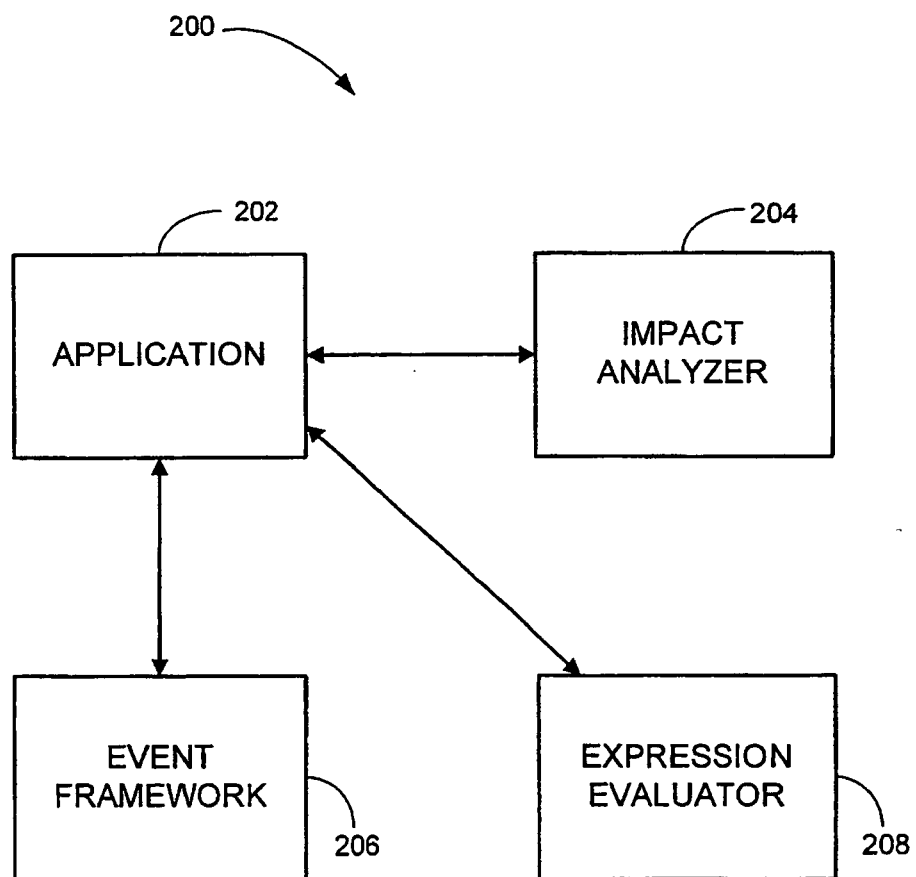 200
202
204
APPLICATION
IMPACT
ANALYZER
EVENT
FRAMEWORK
206
EXPRESSION
EVALUATOR
208